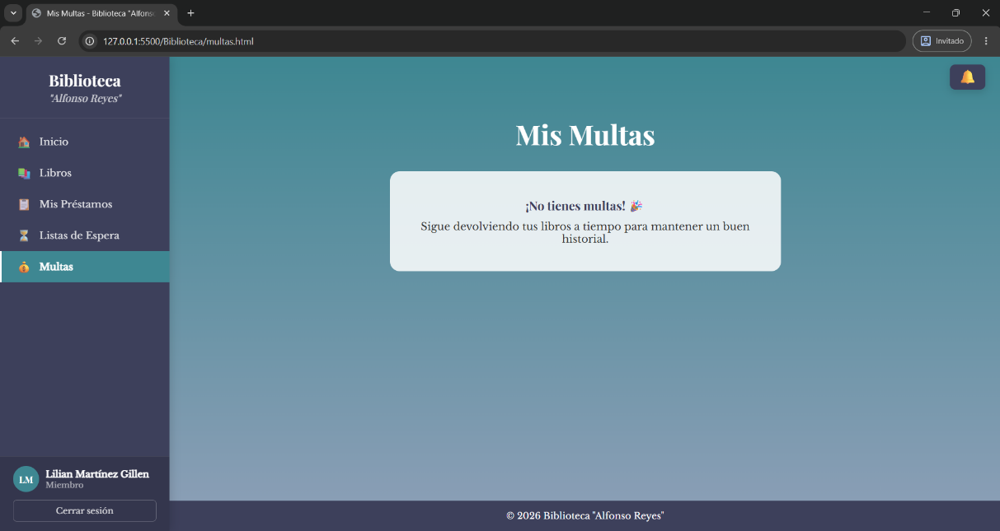 Mis Multas - Biblioteca "Alfons
127.0.0.1:5500/Biblioteca/multas.html
Invitado
Biblioteca
"Alfonso Reyes"
Inicio
Libros
Mis Préstamos
Listas de Espera
Multas
Mis Multas
¡No tienes multas! 🎉
Sigue devolviendo tus libros a tiempo para mantener un buen
historial.
LM
Lilian Martínez Gillen
Miembro
Cerrar sesión
© 2026 Biblioteca "Alfonso Reyes"